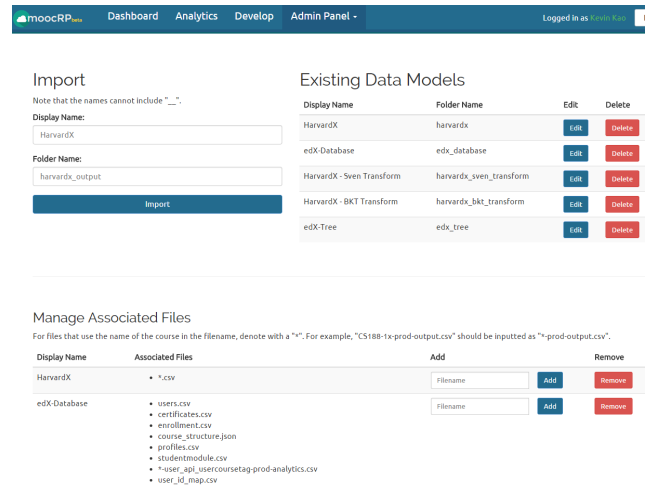 moocRP beta Dashboard Analytics Develop Admin Panel Logged in as Kevin Kao
Import
Note that the names cannot include "__".
Display Name:
HarvardX
Folder Name:
harvardx_output
Import
Existing Data Models
Display Name Folder Name Edit Delete
HarvardX harvardx Edit Delete
edX-Database edx_database Edit Delete
HarvardX - Sven Transform harvardx_sven_transform Edit Delete
HarvardX - BKT Transform harvardx_bkt_transform Edit Delete
edX-Tree edx_tree Edit Delete
Manage Associated Files
For files that use the name of the course in the filename, denote with a "*". For example, "CS188-1x-prod-output.csv" should be inputted as "*-prod-output.csv".
Display Name Associated Files Add Remove
HarvardX • *.csv Filename Add Remove
edX-Database • users.csv Filename Add Remove
• certificates.csv
• enrollment.csv
• course_structure.json
• profiles.csv
• studentmodule.csv
• *-user_api_usercoursetag-prod-analytics.csv
• user_id_map.csv